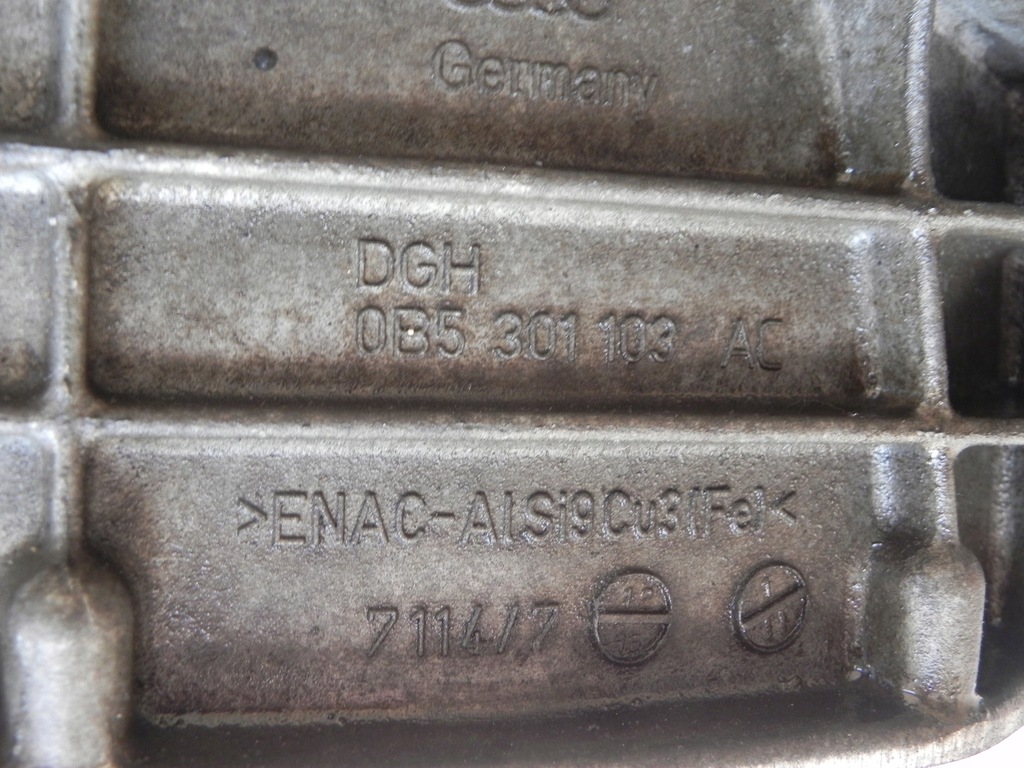 Germany
DGH
0B5 301 103 AC
>ENAC-AlSi9Cu3(Fe)<
7114/7